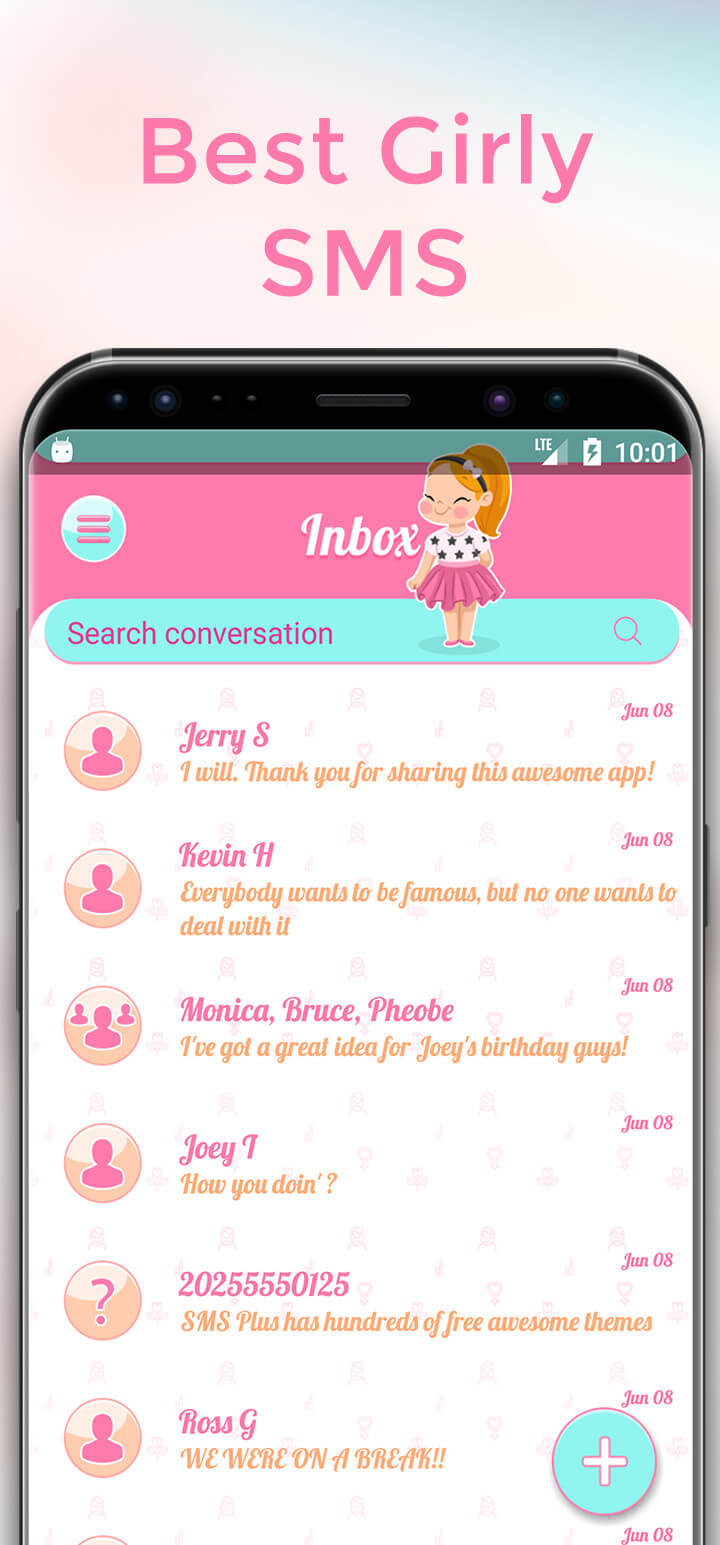 Best Girly
SMS
LTE 10:01
Inbox
Search conversation
Jun 08
Jerry S
I will. Thank you for sharing this awesome app!
Jun 08
Kevin H
Everybody wants to be famous, but no one wants to
deal with it
Jun 08
Monica, Bruce, Pheobe
I've got a great idea for Joey's birthday guys!
Jun 08
Joey T
How you doin' ?
Jun 08
20255550125
SMS Plus has hundreds of free awesome themes
Jun 08
Ross G
WE WERE ON A BREAK!!
Jun 08